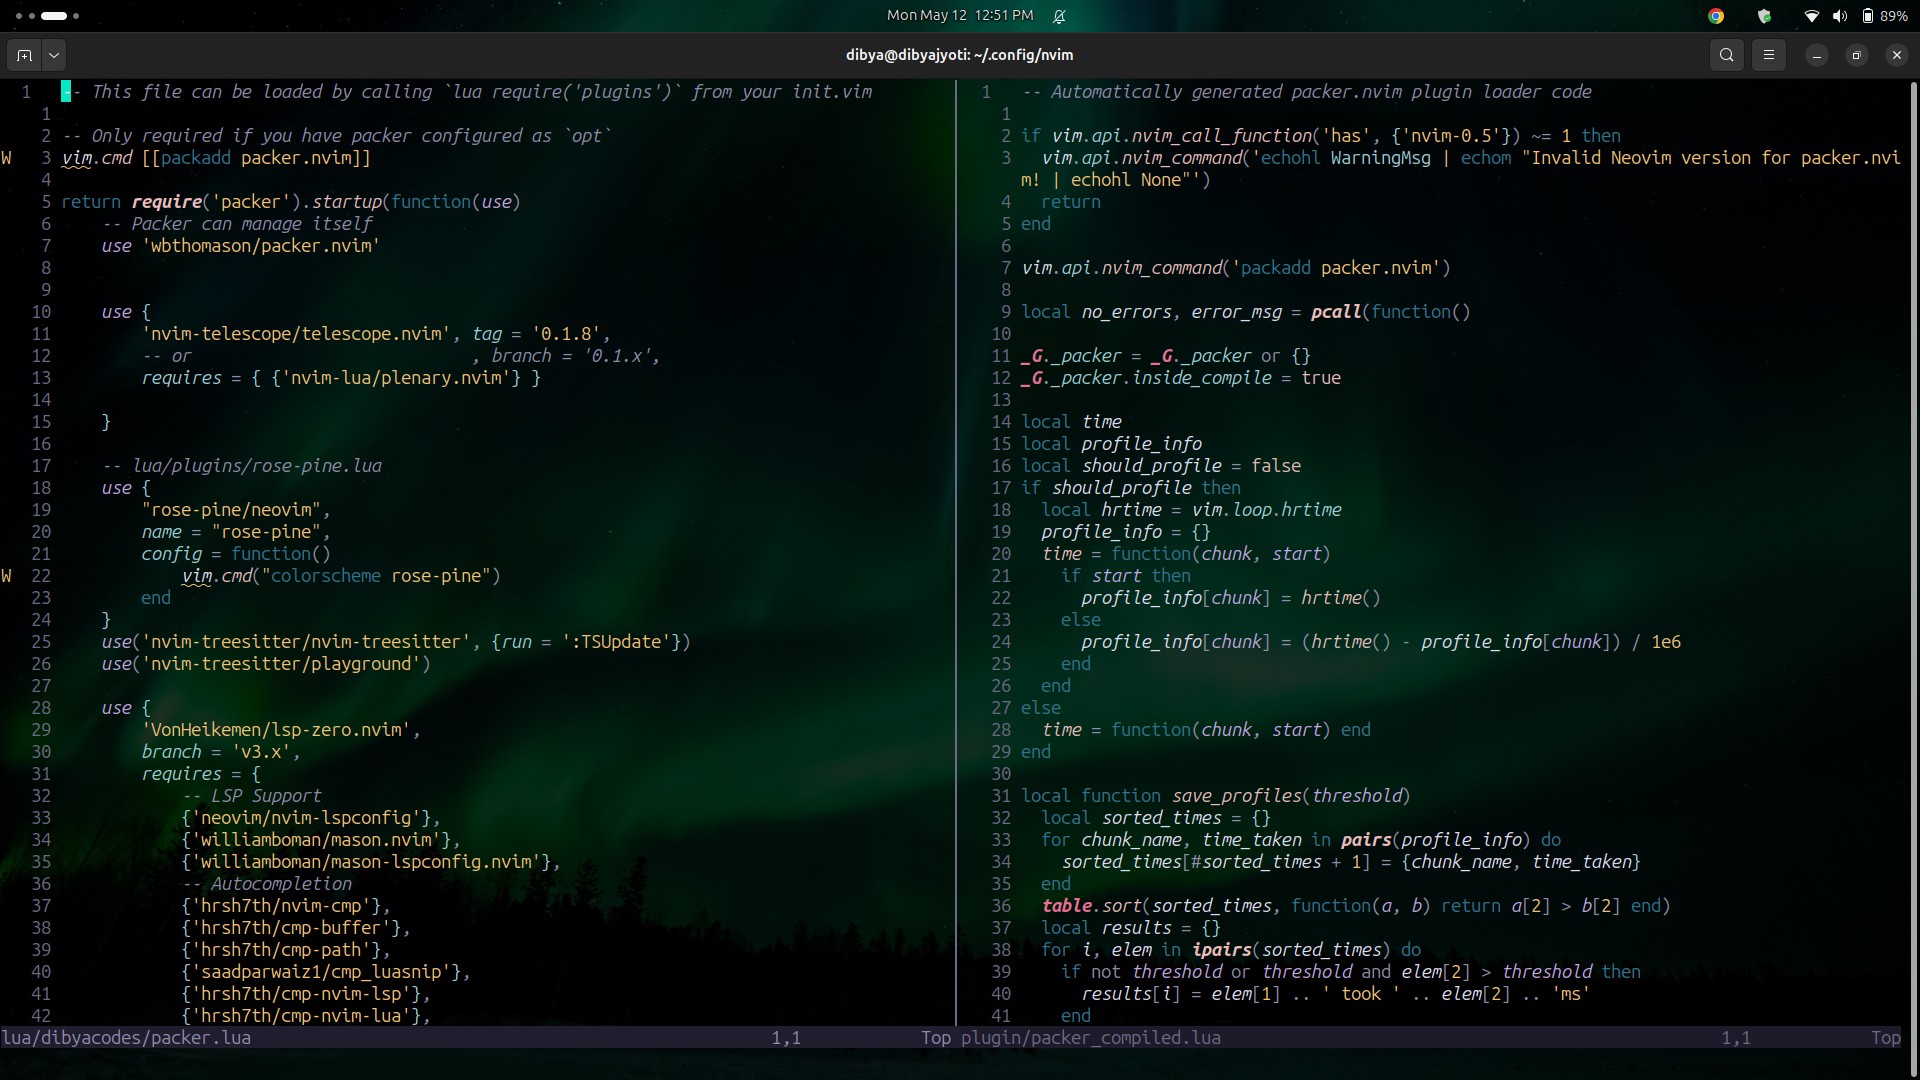 Mon May 12 12:51 PM
89%
dibya@dibyajyoti: ~/.config/nvim
1 -- This file can be loaded by calling `lua require('plugins')` from your init.vim
1
2 -- Only required if you have packer configured as `opt`
W 3 vim.cmd [[packadd packer.nvim]]
4
5 return require('packer').startup(function(use)
6 -- Packer can manage itself
7 use 'wbthomason/packer.nvim'
8
9
10 use {
11 'nvim-telescope/telescope.nvim', tag = '0.1.8',
12 -- or , branch = '0.1.x',
13 requires = { {'nvim-lua/plenary.nvim'} }
14
15 }
16
17 -- lua/plugins/rose-pine.lua
18 use {
19 "rose-pine/neovim",
20 name = "rose-pine",
21 config = function()
W 22 vim.cmd("colorscheme rose-pine")
23 end
24 }
25 use('nvim-treesitter/nvim-treesitter', {run = ':TSUpdate'})
26 use('nvim-treesitter/playground')
27
28 use {
29 'VonHeikemen/lsp-zero.nvim',
30 branch = 'v3.x',
31 requires = {
32 -- LSP Support
33 {'neovim/nvim-lspconfig'},
34 {'williamboman/mason.nvim'},
35 {'williamboman/mason-lspconfig.nvim'},
36 -- Autocompletion
37 {'hrsh7th/nvim-cmp'},
38 {'hrsh7th/cmp-buffer'},
39 {'hrsh7th/cmp-path'},
40 {'saadparwaiz1/cmp_luasnip'},
41 {'hrsh7th/cmp-nvim-lsp'},
42 {'hrsh7th/cmp-nvim-lua'},
lua/dibyacodes/packer.lua 1,1 Top
1 -- Automatically generated packer.nvim plugin loader code
1
2 if vim.api.nvim_call_function('has', {'nvim-0.5'}) ~= 1 then
3 vim.api.nvim_command('echohl WarningMsg | echom "Invalid Neovim version for packer.nvi
m! | echohl None"')
4 return
5 end
6
7 vim.api.nvim_command('packadd packer.nvim')
8
9 local no_errors, error_msg = pcall(function()
10
11 _G._packer = _G._packer or {}
12 _G._packer.inside_compile = true
13
14 local time
15 local profile_info
16 local should_profile = false
17 if should_profile then
18 local hrtime = vim.loop.hrtime
19 profile_info = {}
20 time = function(chunk, start)
21 if start then
22 profile_info[chunk] = hrtime()
23 else
24 profile_info[chunk] = (hrtime() - profile_info[chunk]) / 1e6
25 end
26 end
27 else
28 time = function(chunk, start) end
29 end
30
31 local function save_profiles(threshold)
32 local sorted_times = {}
33 for chunk_name, time_taken in pairs(profile_info) do
34 sorted_times[#sorted_times + 1] = {chunk_name, time_taken}
35 end
36 table.sort(sorted_times, function(a, b) return a[2] > b[2] end)
37 local results = {}
38 for i, elem in ipairs(sorted_times) do
39 if not threshold or threshold and elem[2] > threshold then
40 results[i] = elem[1] .. ' took ' .. elem[2] .. 'ms'
41 end
plugin/packer_compiled.lua 1,1 Top